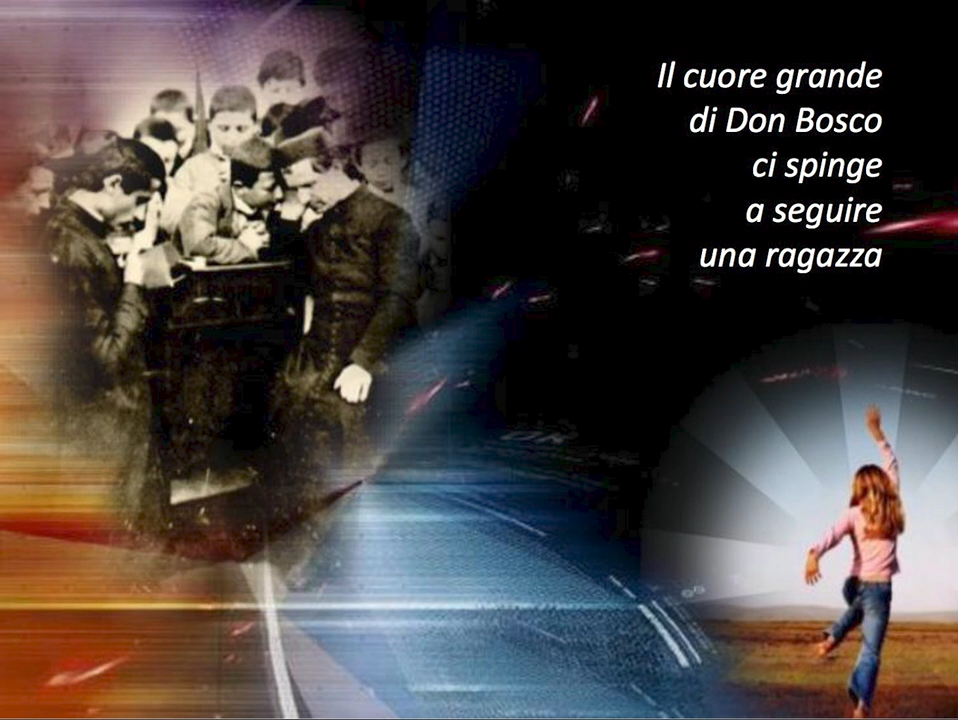 Il cuore grande
di Don Bosco
ci spinge
a seguire
una ragazza